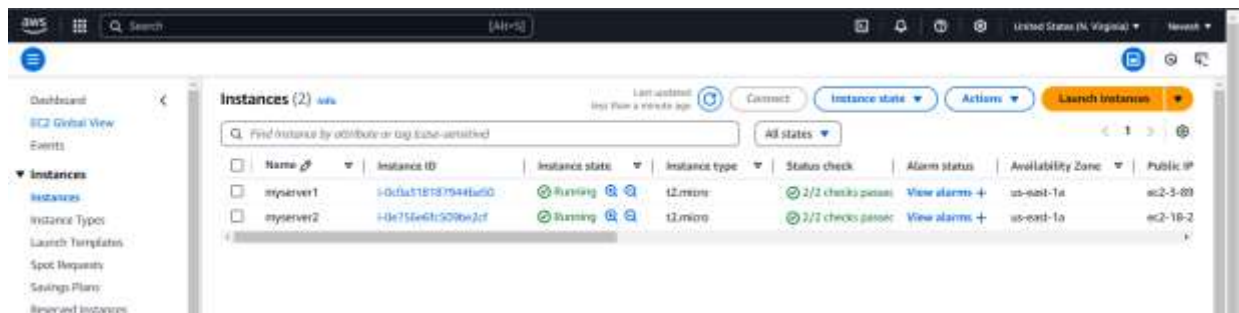 aws Search [Alt+S] United States (N. Virginia)
Dashboard
EC2 Global View
Events
Instances
Instances
Instance Types
Launch Templates
Spot Requests
Savings Plans
Reserved Instances
Instances (2) Info
Last updated
less than a minute ago
Connect Instance state Actions Launch instances
Find Instance by attribute or tag (case-sensitive)
All states
1
Name Instance ID Instance state Instance type Status check Alarm status Availability Zone Public IP
myserver1 Running t2.micro 2/2 checks passec View alarms + us-east-1a
myserver2 Running t2.micro 2/2 checks passec View alarms + us-east-1a